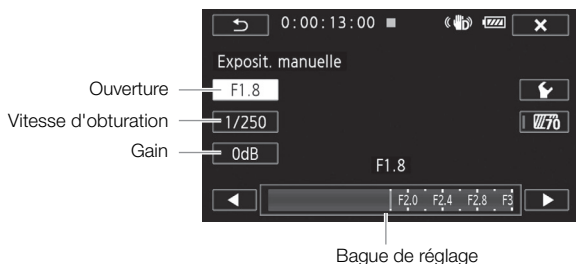 0:00:13:00
Exposit. manuelle
Ouverture F1.8
Vitesse d'obturation 1/250 70
Gain 0dB
F1.8
F2.0 F2.4 F2.8 F3
Bague de réglage